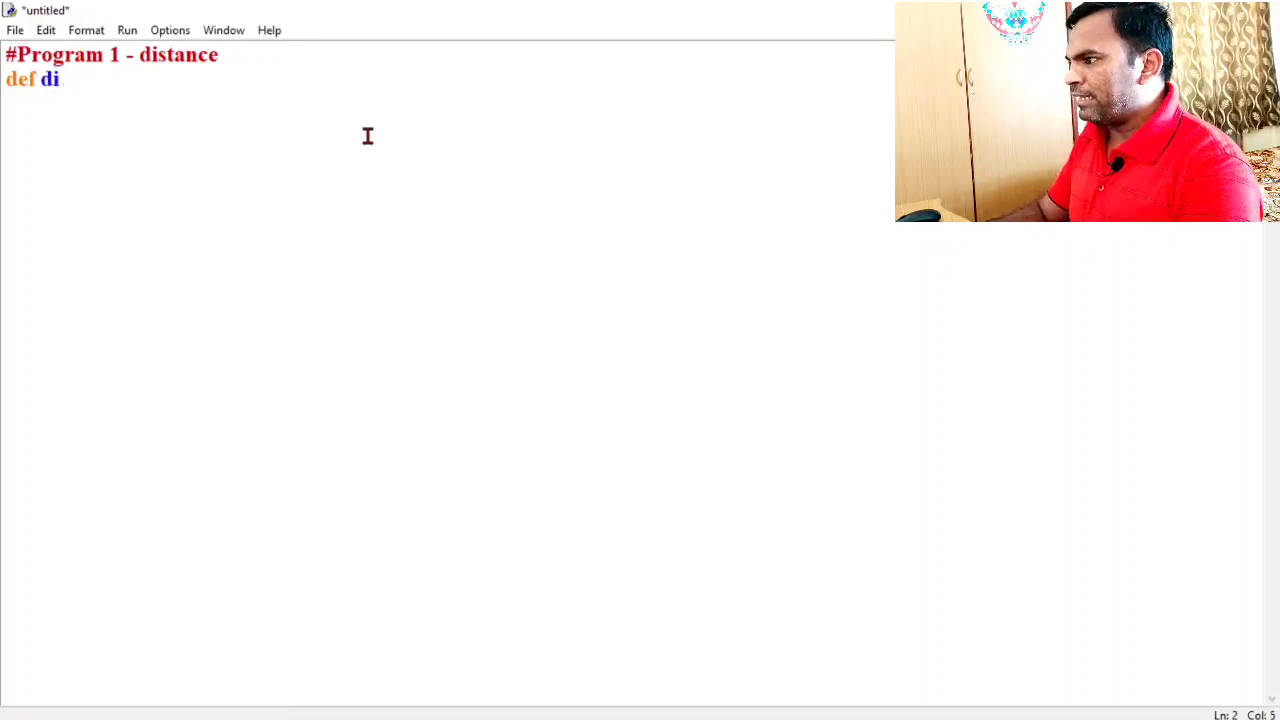 *untitled*
File Edit Format Run Options Window Help
#Program 1 - distance
def di
Ln: 2 Col: 5